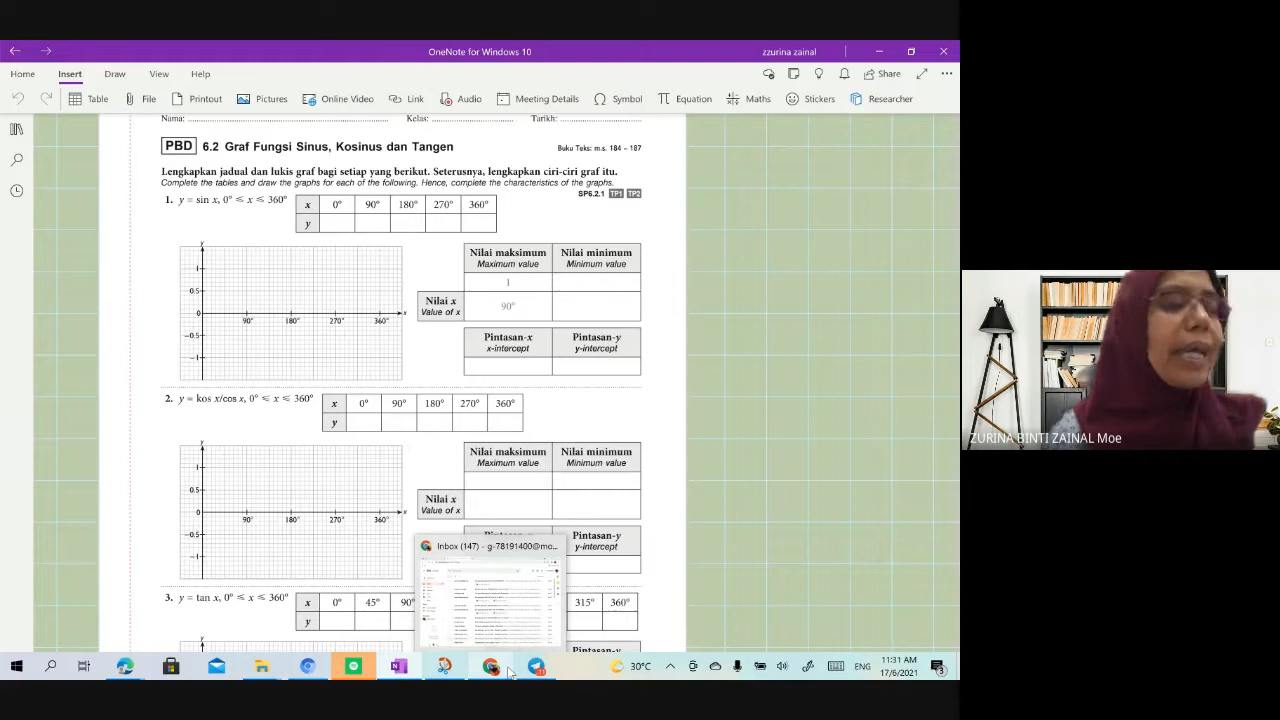 OneNote for Windows 10
zzurina zainal
Home Insert Draw View Help
Share
Table File Printout Pictures Online Video Link Audio Meeting Details Symbol Equation Maths Stickers Researcher
Nama: Kelas: Tarikh:
PBD 6.2 Graf Fungsi Sinus, Kosinus dan Tangen
Buku Teks: m.s. 184 – 187
Lengkapkan jadual dan lukis graf bagi setiap yang berikut. Seterusnya, lengkapkan ciri-ciri graf itu.
Complete the tables and draw the graphs for each of the following. Hence, complete the characteristics of the graphs.
SP6.2.1 TP1 TP2
1. y = sin x, 0° ≤ x ≤ 360°
x 0° 90° 180° 270° 360°
y
y
1
0.5
0
−0.5
−1
90° 180° 270° 360° x
Nilai maksimum Nilai minimum
Maximum value Minimum value
1
Nilai x 90°
Value of x
Pintasan-x Pintasan-y
x-intercept y-intercept
2. y = kos x/cos x, 0° ≤ x ≤ 360°
x 0° 90° 180° 270° 360°
y
y
1
0.5
0
−0.5
−1
90° 180° 270° 360° x
Nilai maksimum Nilai minimum
Maximum value Minimum value
Nilai x
Value of x
Pintasan-y
y-intercept
Inbox (147) - g-78191400@mo...
3. y = tan x, 0° ≤ x ≤ 360°
x 0° 45° 90° 315° 360°
y
y
Pintasan-y
30°C
ENG
11:31 AM
17/6/2021
ZURINA BINTI ZAINAL Moe